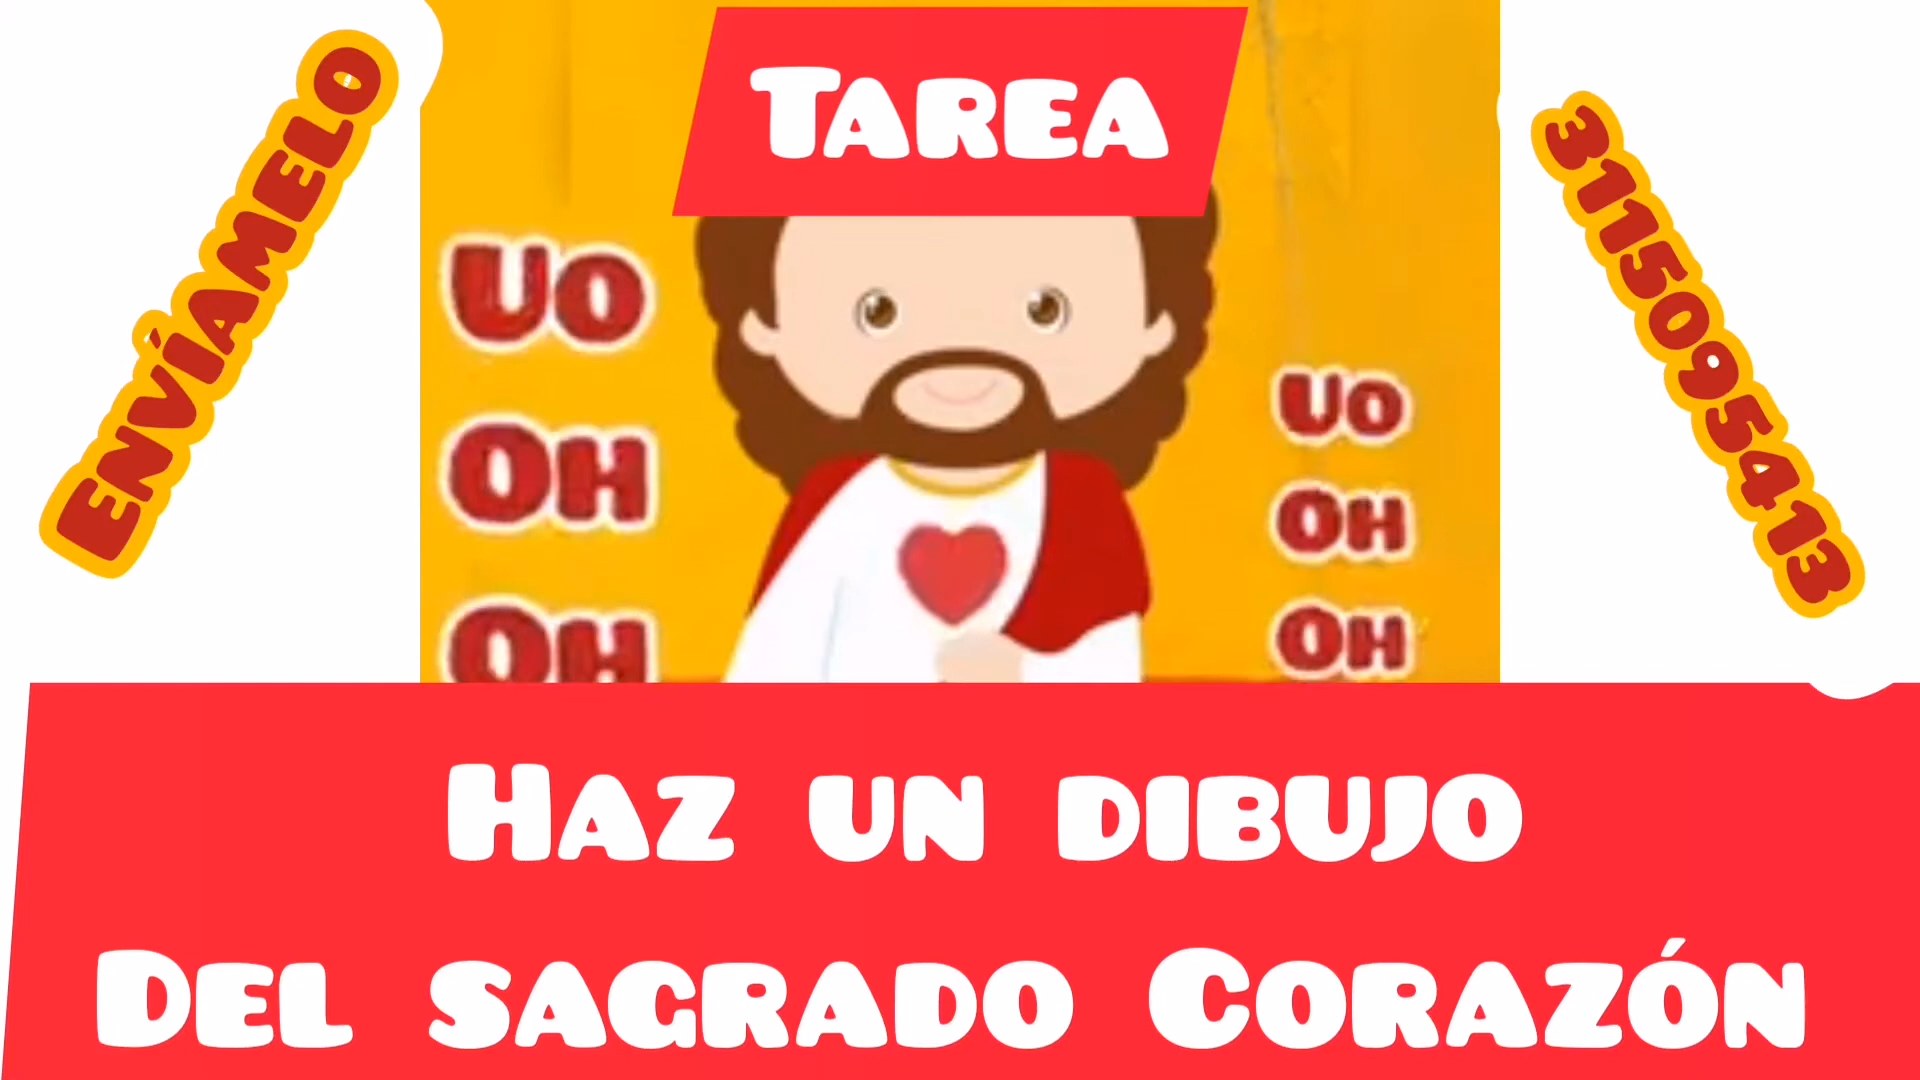 TAREA
ENVÍAMELO
3115095413
UO
OH
OH
UO
OH
OH
HAZ UN DIBUJO
DEL SAGRADO CORAZÓN